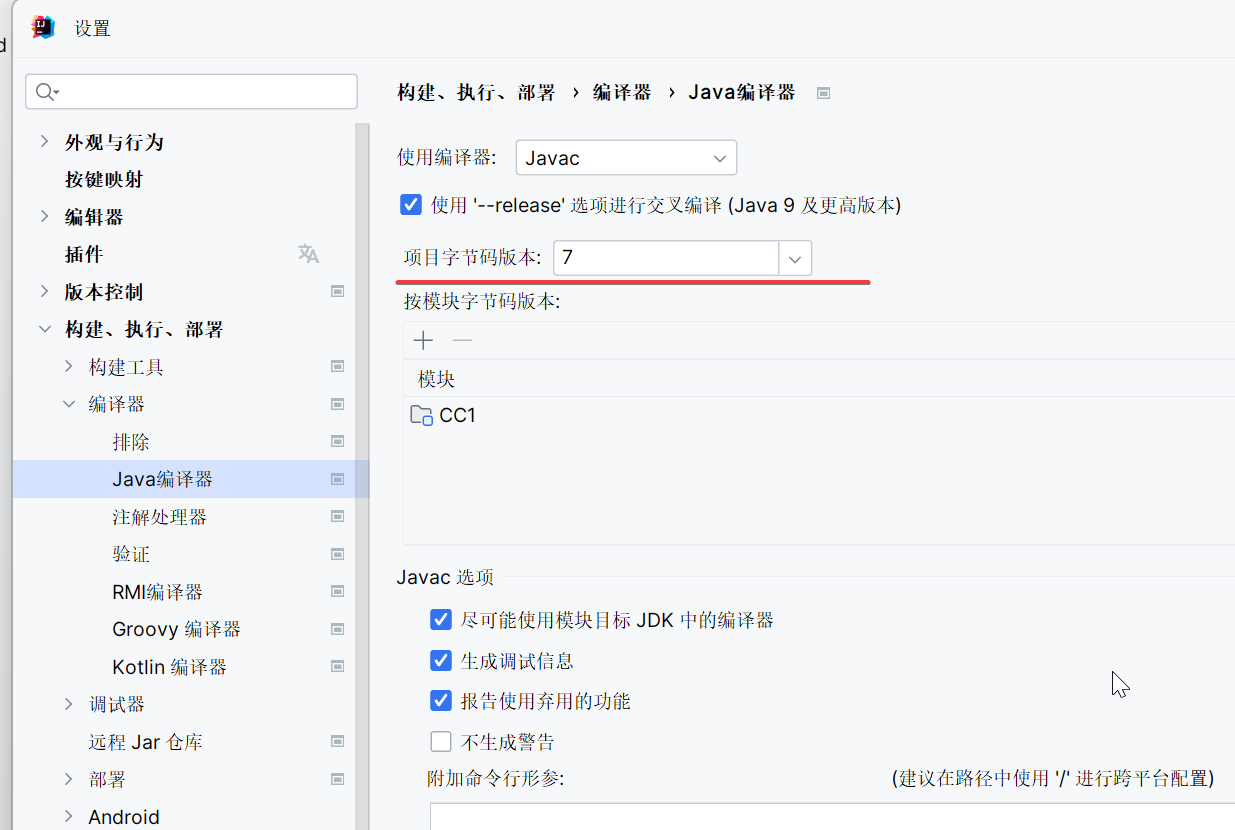 设置
构建、执行、部署 › 编译器 › Java编译器
外观与行为
按键映射
编辑器
插件
版本控制
构建、执行、部署
构建工具
编译器
排除
Java编译器
注解处理器
验证
RMI编译器
Groovy 编译器
Kotlin 编译器
调试器
远程 Jar 仓库
部署
Android
使用编译器: Javac
使用 '--release' 选项进行交叉编译 (Java 9 及更高版本)
项目字节码版本: 7
按模块字节码版本:
模块
CC1
Javac 选项
尽可能使用模块目标 JDK 中的编译器
生成调试信息
报告使用弃用的功能
不生成警告
附加命令行形参: (建议在路径中使用 '/' 进行跨平台配置)